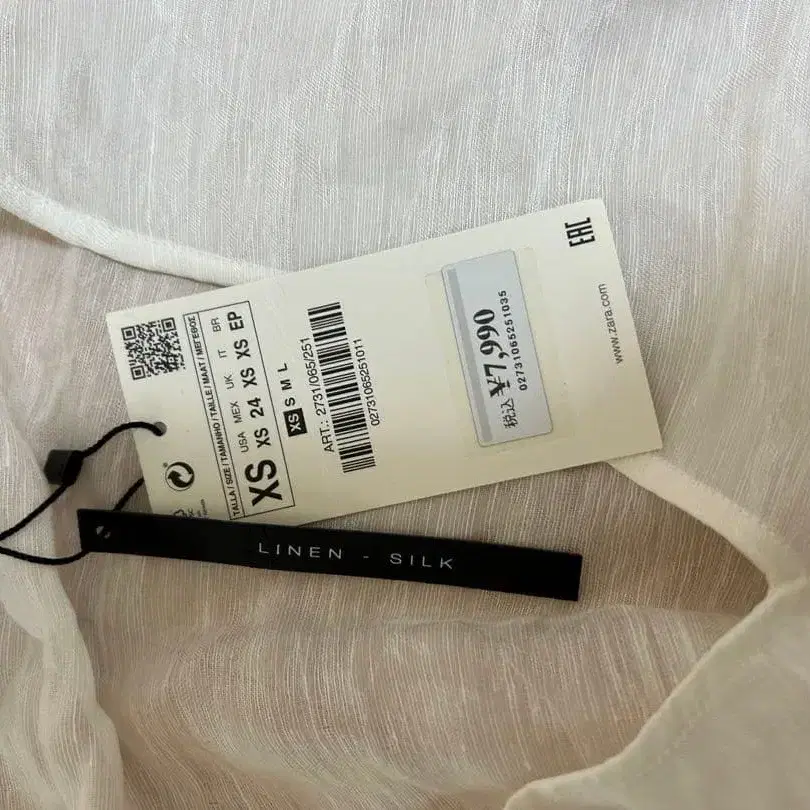 TALLA / SIZE / TAMANHO / TAILLE / MAAT / ΜΕΓΕΘΟΣ
USA MEX UK IT BR
XS XS 24 XS XS EP
XS S M L
ART.: 2731/065/251
02731065251011
税込 ¥7,990
02731065251035
www.zara.com
EAC
LINEN - SILK